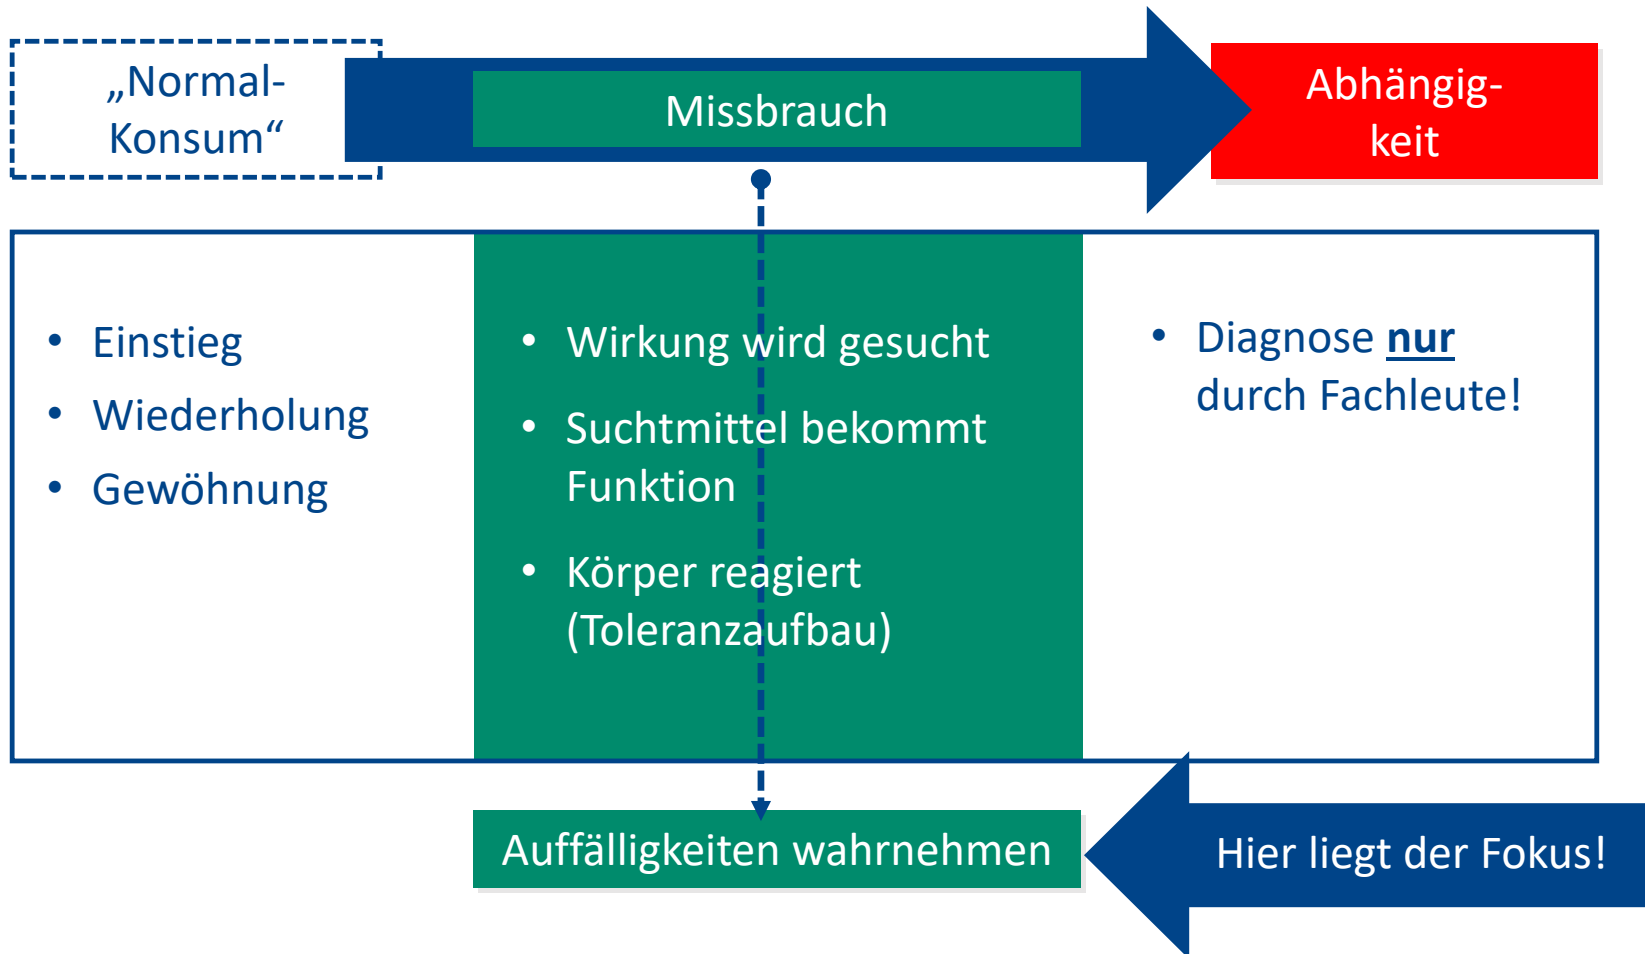 „Normal-
Konsum“
Missbrauch
Abhängig-
keit
• Einstieg
• Wiederholung
• Gewöhnung
• Wirkung wird gesucht
• Suchtmittel bekommt
Funktion
• Körper reagiert
(Toleranzaufbau)
• Diagnose nur
durch Fachleute!
Auffälligkeiten wahrnehmen
Hier liegt der Fokus!